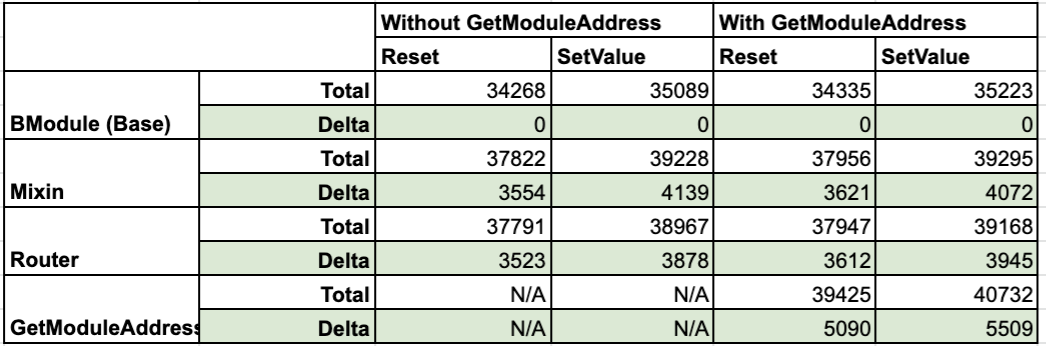 Without GetModuleAddress With GetModuleAddress
Reset SetValue Reset SetValue
Total 34268 35089 34335 35223
BModule (Base) Delta 0 0 0 0
Total 37822 39228 37956 39295
Mixin Delta 3554 4139 3621 4072
Total 37791 38967 37947 39168
Router Delta 3523 3878 3612 3945
Total N/A N/A 39425 40732
GetModuleAddress Delta N/A N/A 5090 5509